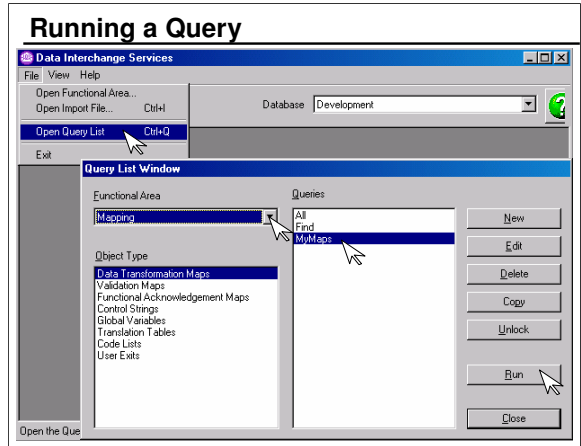 Running a Query
Data Interchange Services
File View Help
Open Functional Area...
Open Import File... Ctrl+I
Open Query List Ctrl+Q
Exit
Database Development
Query List Window
Functional Area
Mapping
Object Type
Data Transformation Maps
Validation Maps
Functional Acknowledgement Maps
Control Strings
Global Variables
Translation Tables
Code Lists
User Exits
Queries
All
Find
MyMaps
New
Edit
Delete
Copy
Unlock
Run
Close
Open the Que